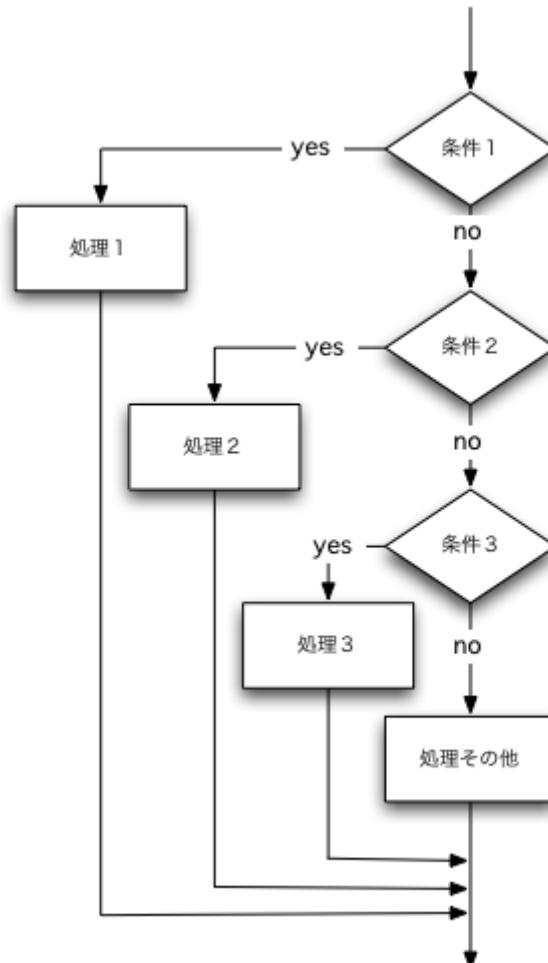 条件１
yes
処理１
no
条件２
yes
処理２
no
条件３
yes
処理３
no
処理その他